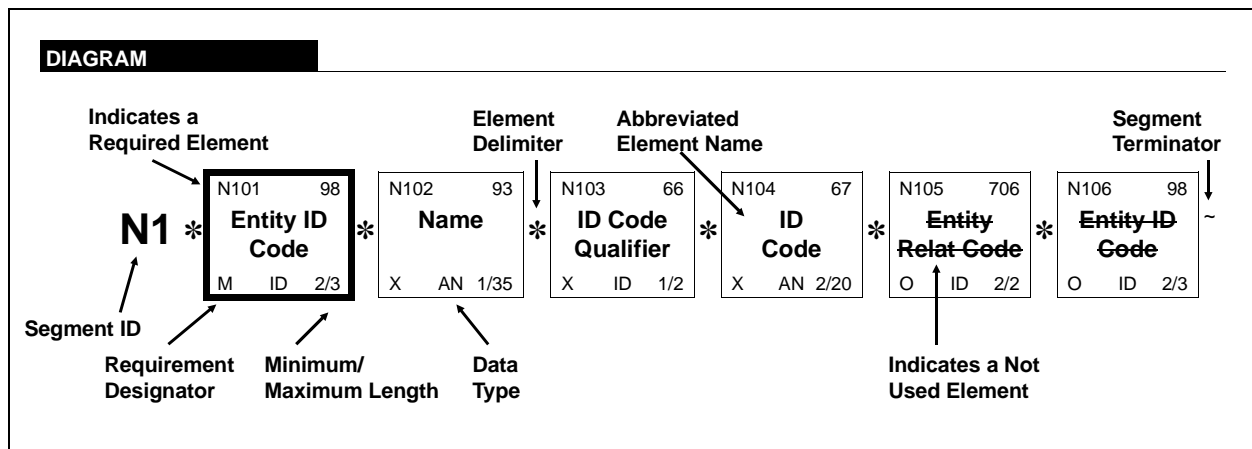 DIAGRAM
Indicates a
Required Element
Element
Delimiter
Abbreviated
Element Name
Segment
Terminator
N1 *
N101 98
Entity ID
Code
M ID 2/3
*
N102 93
Name
X AN 1/35
*
N103 66
ID Code
Qualifier
X ID 1/2
*
N104 67
ID
Code
X AN 2/20
*
N105 706
Entity
Relat Code
O ID 2/2
*
N106 98
Entity ID
Code
O ID 2/3
~
Segment ID
Requirement
Designator
Minimum/
Maximum Length
Data
Type
Indicates a Not
Used Element